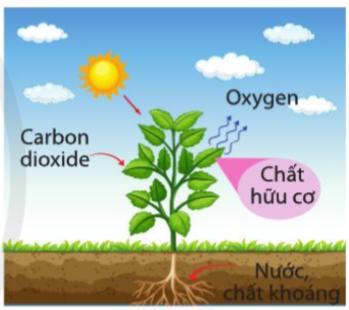 Oxygen
Carbon
dioxide
Chất
hữu cơ
Nước,
chất khoáng